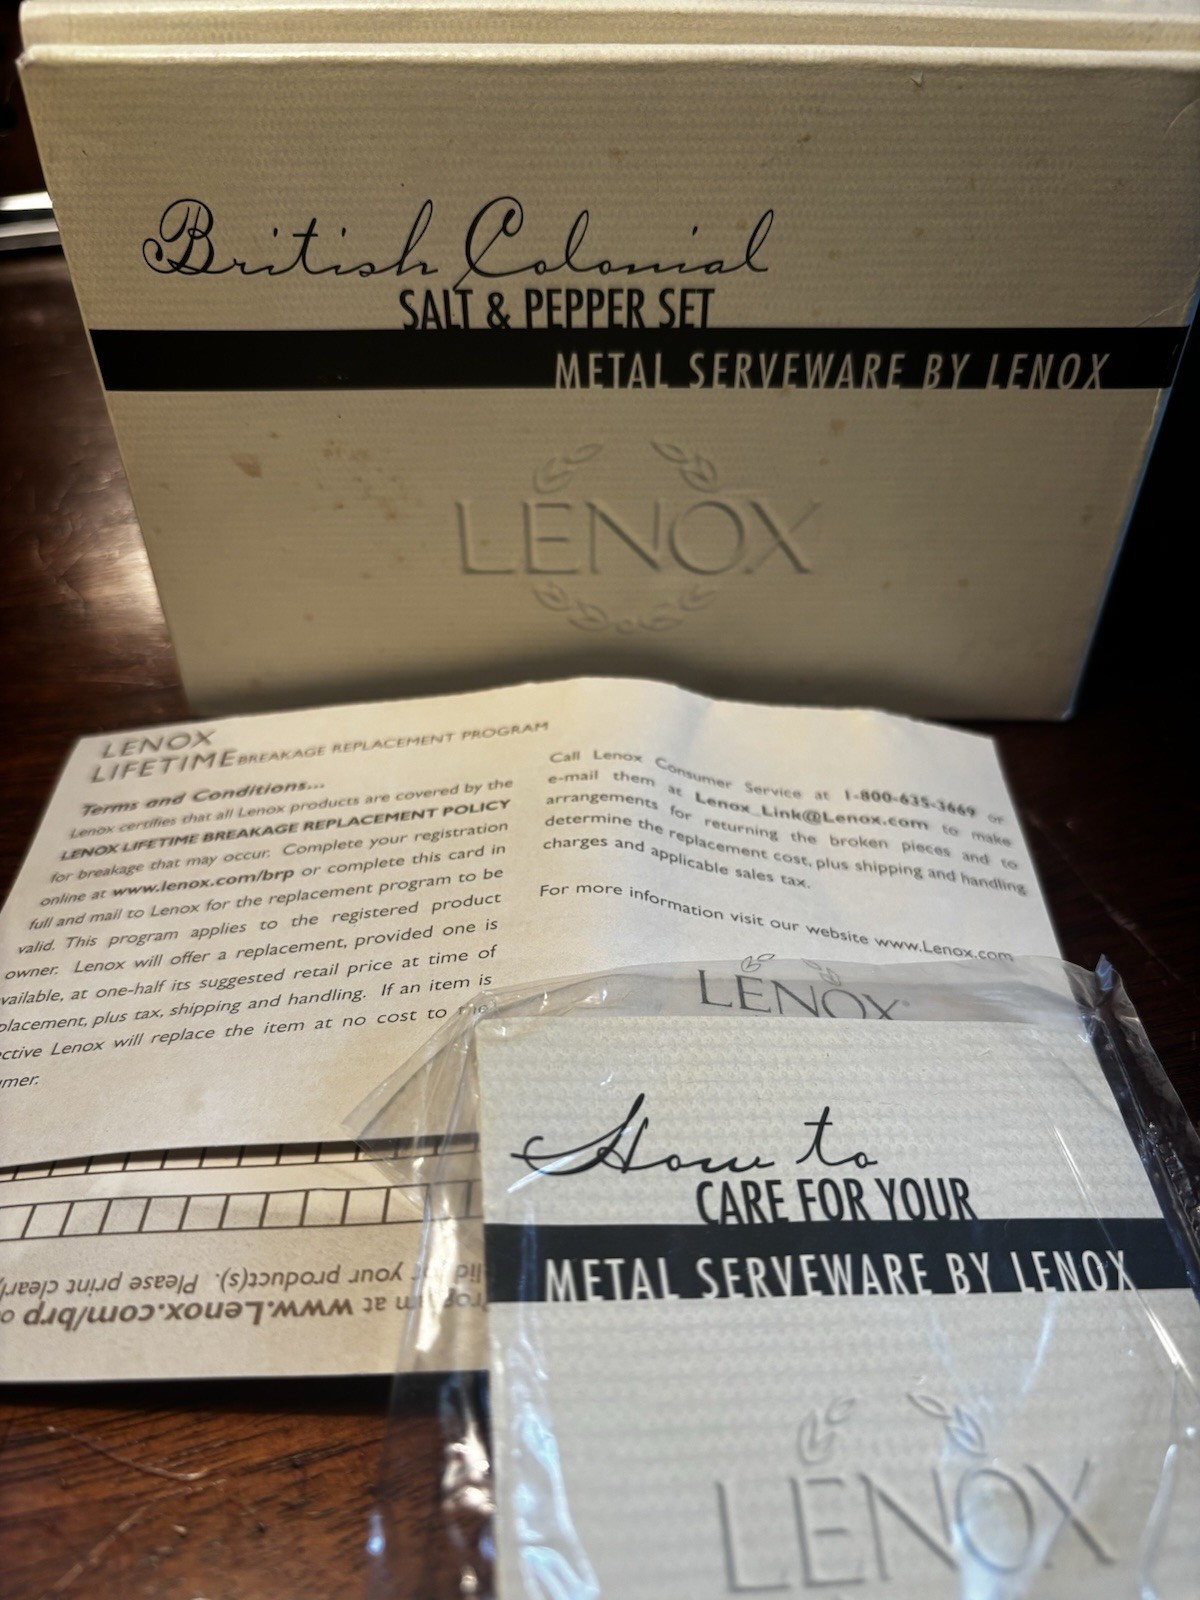 British Colonial
SALT & PEPPER SET
METAL SERVEWARE BY LENOX
LENOX
LENOX
LIFETIME BREAKAGE REPLACEMENT PROGRAM
Terms and Conditions...
Lenox certifies that all Lenox products are covered by the
LENOX LIFETIME BREAKAGE REPLACEMENT POLICY
for breakage that may occur. Complete your registration
online at www.lenox.com/brp or complete this card in
full and mail to Lenox for the replacement program to be
valid. This program applies to the registered product
owner. Lenox will offer a replacement, provided one is
vailable, at one-half its suggested retail price at time of
placement, plus tax, shipping and handling. If an item is
ective Lenox will replace the item at no cost to the
umer.
Call Lenox Consumer Service at 1-800-635-3669 or
e-mail them at Lenox_Link@Lenox.com to make
arrangements for returning the broken pieces and to
determine the replacement cost, plus shipping and handling
charges and applicable sales tax.
For more information visit our website www.Lenox.com
LENOX
your product(s). Please print clearly
at www.Lenox.com/brp o
How to
CARE FOR YOUR
METAL SERVEWARE BY LENOX
LENOX